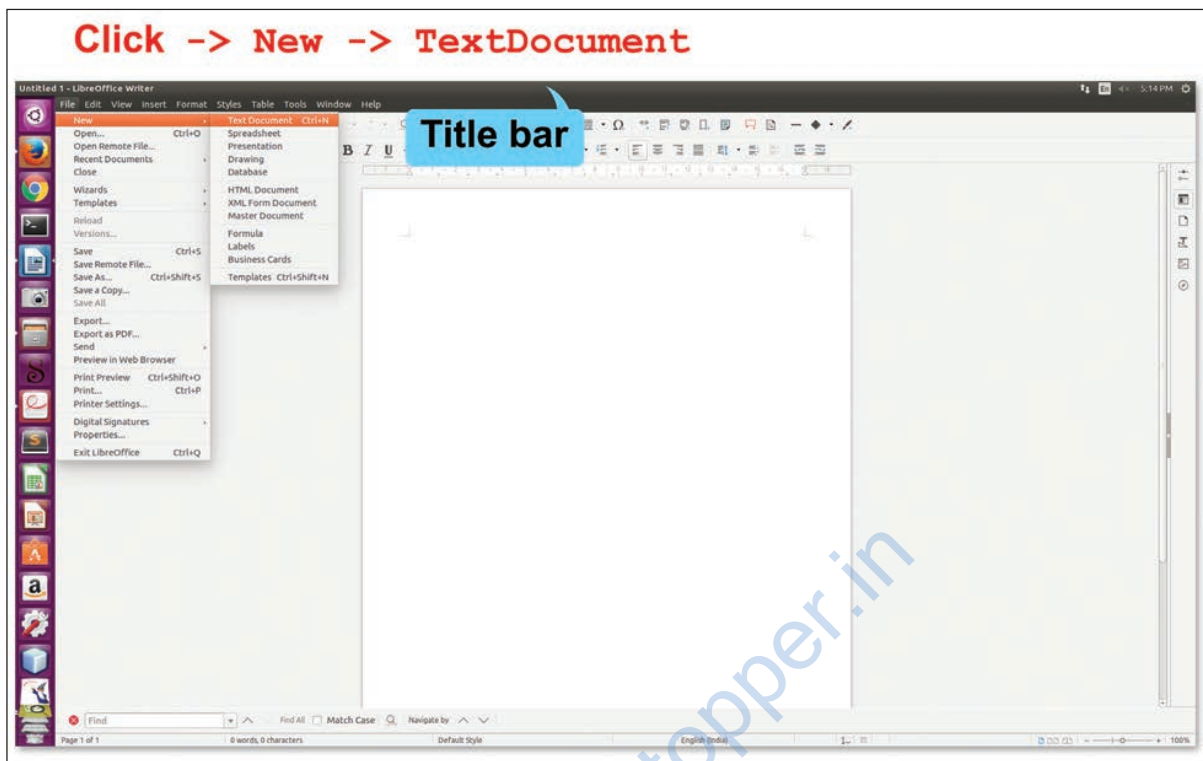 Click -> New -> TextDocument
Untitled 1 - LibreOffice Writer
En 5:14 PM
File Edit View Insert Format Styles Table Tools Window Help
Title bar
New
Open... Ctrl+O
Open Remote File...
Recent Documents
Close
Wizards
Templates
Reload
Versions...
Save Ctrl+S
Save Remote File...
Save As... Ctrl+Shift+S
Save a Copy...
Save All
Export...
Export as PDF...
Send
Preview in Web Browser
Print Preview Ctrl+Shift+O
Print... Ctrl+P
Printer Settings...
Digital Signatures
Properties...
Exit LibreOffice Ctrl+Q
Text Document Ctrl+N
Spreadsheet
Presentation
Drawing
Database
HTML Document
XML Form Document
Master Document
Formula
Labels
Business Cards
Templates Ctrl+Shift+N
B I U
Find
Find All Match Case Navigate by
Page 1 of 1 0 words, 0 characters Default Style English (India) 100%
topper.in